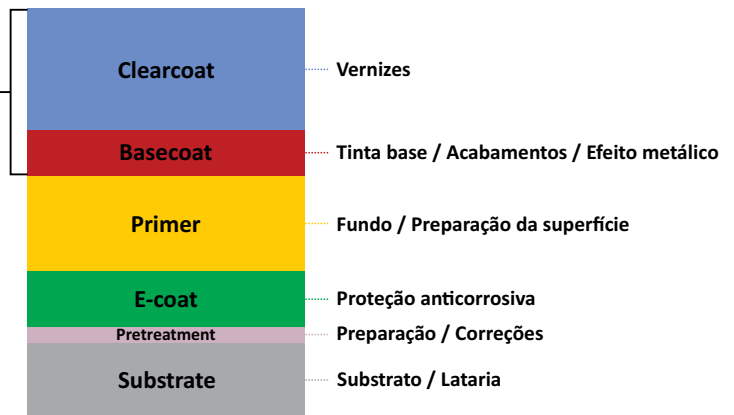 Clearcoat
Vernizes
Basecoat
Tinta base / Acabamentos / Efeito metálico
Primer
Fundo / Preparação da superfície
E-coat
Proteção anticorrosiva
Pretreatment
Preparação / Correções
Substrate
Substrato / Lataria